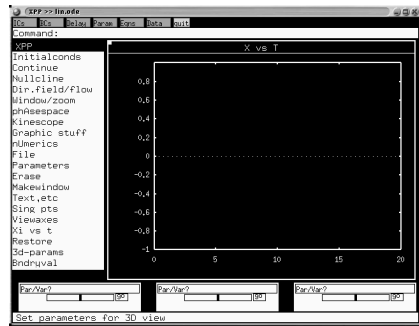 XPP >> lin.ode
ICs BCs Delay Param Eqns Data quit
Command:
XPP
Initialconds
Continue
Nullcline
Dir.field/flow
Window/zoom
phAsespace
Kinescope
Graphic stuff
nUmerics
File
Parameters
Erase
Makewindow
Text,etc
Sing pts
Viewaxes
Xi vs t
Restore
3d-params
Bndryval
X vs T
0.8
0.6
0.4
0.2
0
-0.2
-0.4
-0.6
-0.8
-1
0 5 10 15 20
Par/Var? Par/Var? Par/Var?
go go go
Set parameters for 3D view